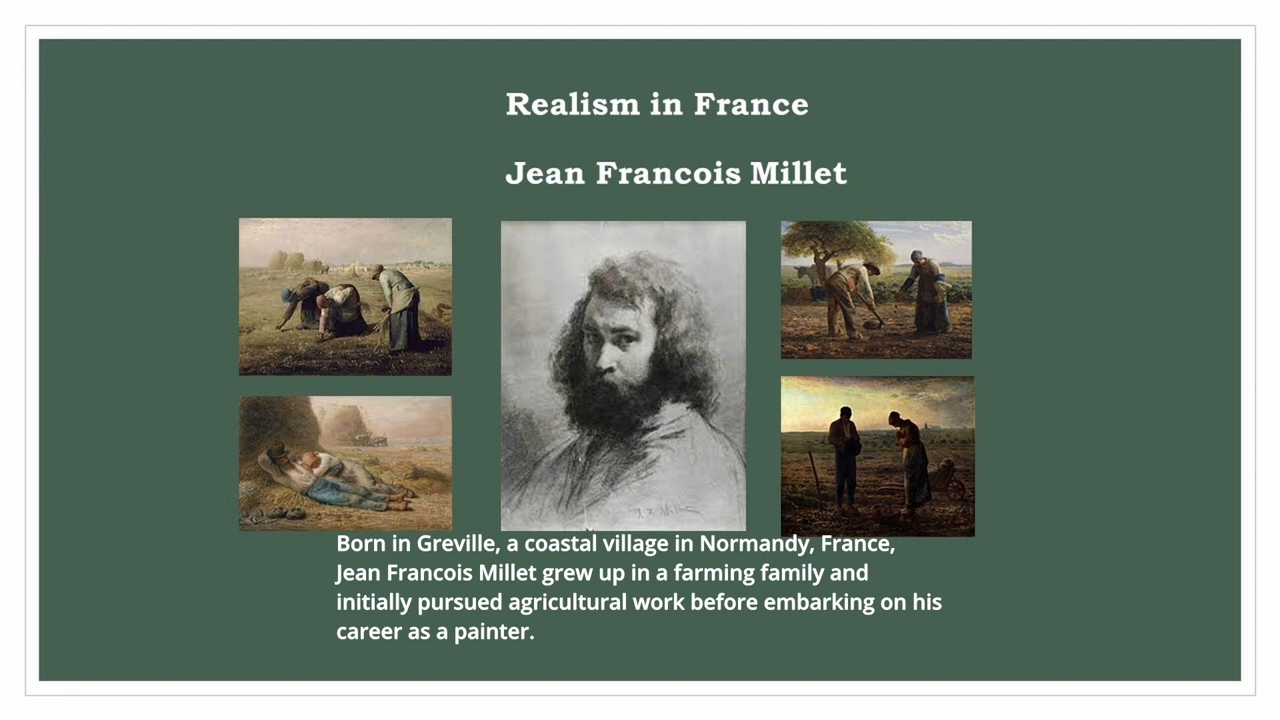 Realism in France
Jean Francois Millet
Born in Greville, a coastal village in Normandy, France,
Jean Francois Millet grew up in a farming family and
initially pursued agricultural work before embarking on his
career as a painter.